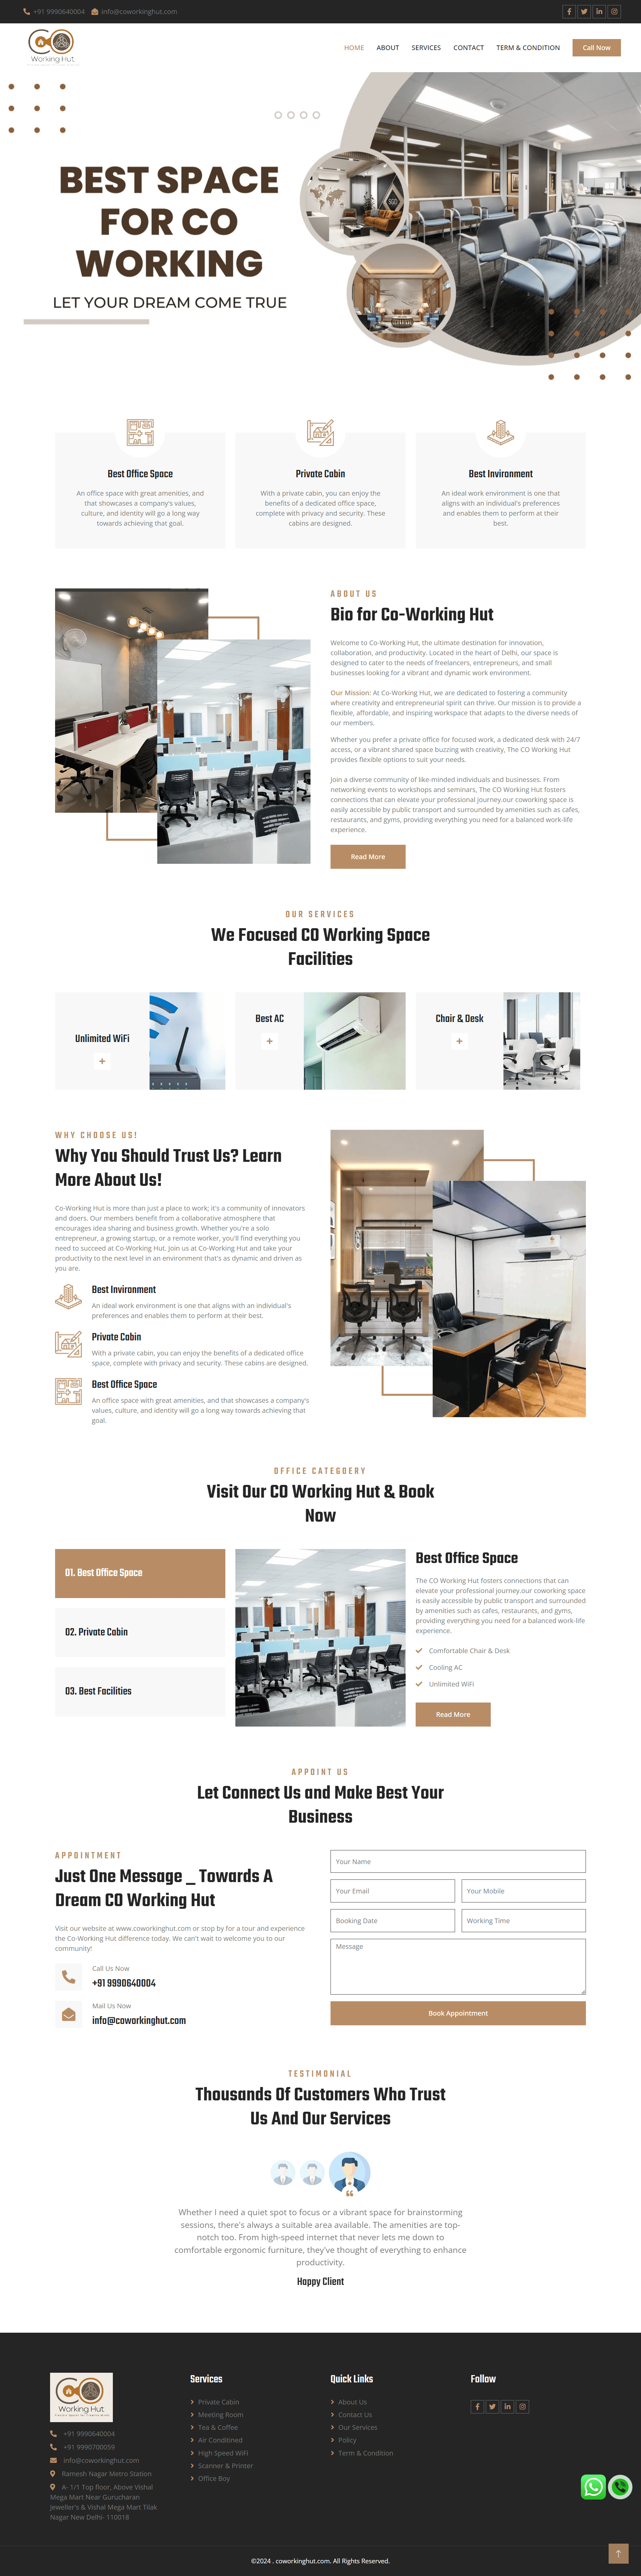 +91 9990640004 info@coworkinghut.com
CO
Working Hut
HOME ABOUT SERVICES CONTACT TERM & CONDITION Call Now
BEST SPACE
FOR CO
WORKING
LET YOUR DREAM COME TRUE
Best Office Space
An office space with great amenities, and
that showcases a company's values,
culture, and identity will go a long way
towards achieving that goal.
Private Cabin
With a private cabin, you can enjoy the
benefits of a dedicated office space,
complete with privacy and security. These
cabins are designed.
Best Invironment
An ideal work environment is one that
aligns with an individual's preferences
and enables them to perform at their
best.
ABOUT US
Bio for Co-Working Hut
Welcome to Co-Working Hut, the ultimate destination for innovation,
collaboration, and productivity. Located in the heart of Delhi, our space is
designed to cater to the needs of freelancers, entrepreneurs, and small
businesses looking for a vibrant and dynamic work environment.
Our Mission: At Co-Working Hut, we are dedicated to fostering a community
where creativity and entrepreneurial spirit can thrive. Our mission is to provide a
flexible, affordable, and inspiring workspace that adapts to the diverse needs of
our members.
Whether you prefer a private office for focused work, a dedicated desk with 24/7
access, or a vibrant shared space buzzing with creativity, The CO Working Hut
provides flexible options to suit your needs.
Join a diverse community of like-minded individuals and businesses. From
networking events to workshops and seminars, The CO Working Hut fosters
connections that can elevate your professional journey.our coworking space is
easily accessible by public transport and surrounded by amenities such as cafes,
restaurants, and gyms, providing everything you need for a balanced work-life
experience.
Read More
OUR SERVICES
We Focused CO Working Space
Facilities
Unlimited WiFi
Best AC
Chair & Desk
WHY CHOOSE US!
Why You Should Trust Us? Learn
More About Us!
Co-Working Hut is more than just a place to work; it's a community of innovators
and doers. Our members benefit from a collaborative atmosphere that
encourages idea sharing and business growth. Whether you're a solo
entrepreneur, a growing startup, or a remote worker, you'll find everything you
need to succeed at Co-Working Hut. Join us at Co-Working Hut and take your
productivity to the next level in an environment that's as dynamic and driven as
you are.
Best Invironment
An ideal work environment is one that aligns with an individual's
preferences and enables them to perform at their best.
Private Cabin
With a private cabin, you can enjoy the benefits of a dedicated office
space, complete with privacy and security. These cabins are designed.
Best Office Space
An office space with great amenities, and that showcases a company's
values, culture, and identity will go a long way towards achieving that
goal.
OFFICE CATEGOERY
Visit Our CO Working Hut & Book
Now
01. Best Office Space
02. Private Cabin
03. Best Facilities
Best Office Space
The CO Working Hut fosters connections that can
elevate your professional journey.our coworking space
is easily accessible by public transport and surrounded
by amenities such as cafes, restaurants, and gyms,
providing everything you need for a balanced work-life
experience.
Comfortable Chair & Desk
Cooling AC
Unlimited WiFi
Read More
APPOINT US
Let Connect Us and Make Best Your
Business
APPOINTMENT
Just One Message _ Towards A
Dream CO Working Hut
Visit our website at www.coworkinghut.com or stop by for a tour and experience
the Co-Working Hut difference today. We can't wait to welcome you to our
community!
Call Us Now
+91 9990640004
Mail Us Now
info@coworkinghut.com
Your Name
Your Email Your Mobile
Booking Date Working Time
Message
Book Appointment
TESTIMONIAL
Thousands Of Customers Who Trust
Us And Our Services
Whether I need a quiet spot to focus or a vibrant space for brainstorming
sessions, there's always a suitable area available. The amenities are top-
notch too. From high-speed internet that never lets me down to
comfortable ergonomic furniture, they've thought of everything to enhance
productivity.
Happy Client
CO
Working Hut
+91 9990640004
+91 9990700059
info@coworkinghut.com
Ramesh Nagar Metro Station
A- 1/1 Top floor, Above Vishal
Mega Mart Near Gurucharan
Jeweller's & Vishal Mega Mart Tilak
Nagar New Delhi- 110018
Services
Private Cabin
Meeting Room
Tea & Coffee
Air Conditined
High Speed WiFi
Scanner & Printer
Office Boy
Quick Links
About Us
Contact Us
Our Services
Policy
Term & Condition
Follow
©2024 . coworkinghut.com. All Rights Reserved.